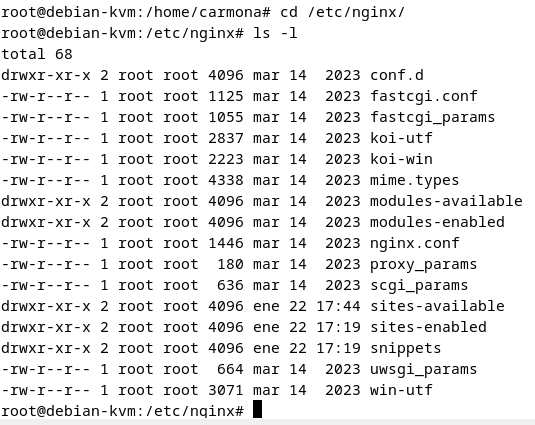 root@debian-kvm:/home/carmona# cd /etc/nginx/
root@debian-kvm:/etc/nginx# ls -l
total 68
drwxr-xr-x 2 root root 4096 mar 14  2023 conf.d
-rw-r--r-- 1 root root 1125 mar 14  2023 fastcgi.conf
-rw-r--r-- 1 root root 1055 mar 14  2023 fastcgi_params
-rw-r--r-- 1 root root 2837 mar 14  2023 koi-utf
-rw-r--r-- 1 root root 2223 mar 14  2023 koi-win
-rw-r--r-- 1 root root 4338 mar 14  2023 mime.types
drwxr-xr-x 2 root root 4096 mar 14  2023 modules-available
drwxr-xr-x 2 root root 4096 mar 14  2023 modules-enabled
-rw-r--r-- 1 root root 1446 mar 14  2023 nginx.conf
-rw-r--r-- 1 root root  180 mar 14  2023 proxy_params
-rw-r--r-- 1 root root  636 mar 14  2023 scgi_params
drwxr-xr-x 2 root root 4096 ene 22 17:44 sites-available
drwxr-xr-x 2 root root 4096 ene 22 17:19 sites-enabled
drwxr-xr-x 2 root root 4096 ene 22 17:19 snippets
-rw-r--r-- 1 root root  664 mar 14  2023 uwsgi_params
-rw-r--r-- 1 root root 3071 mar 14  2023 win-utf
root@debian-kvm:/etc/nginx#